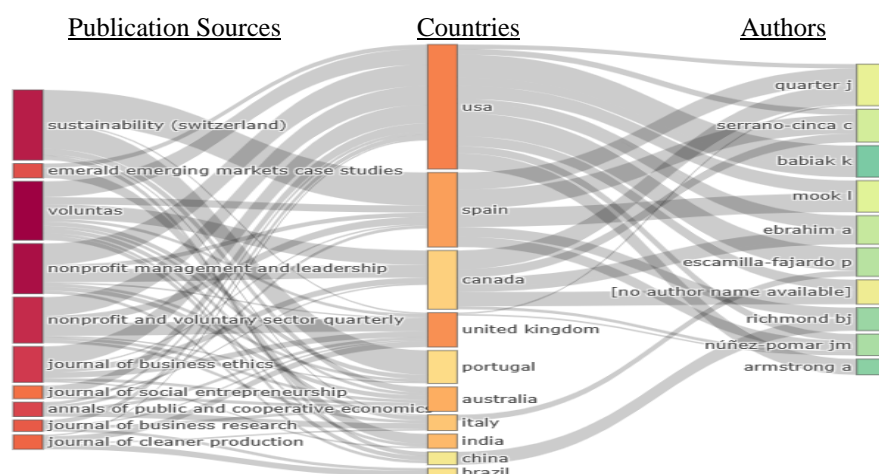 Publication Sources
Countries
Authors
sustainability (switzerland)
emerald emerging markets case studies
voluntas
nonprofit management and leadership
nonprofit and voluntary sector quarterly
journal of business ethics
journal of social entrepreneurship
annals of public and cooperative economics
journal of business research
journal of cleaner production
usa
spain
canada
united kingdom
portugal
australia
italy
india
china
brazil
quarter j
serrano-cinca c
babiak k
mook l
ebrahim a
escamilla-fajardo p
[no author name available]
richmond bj
núñez-pomar jm
armstrong a